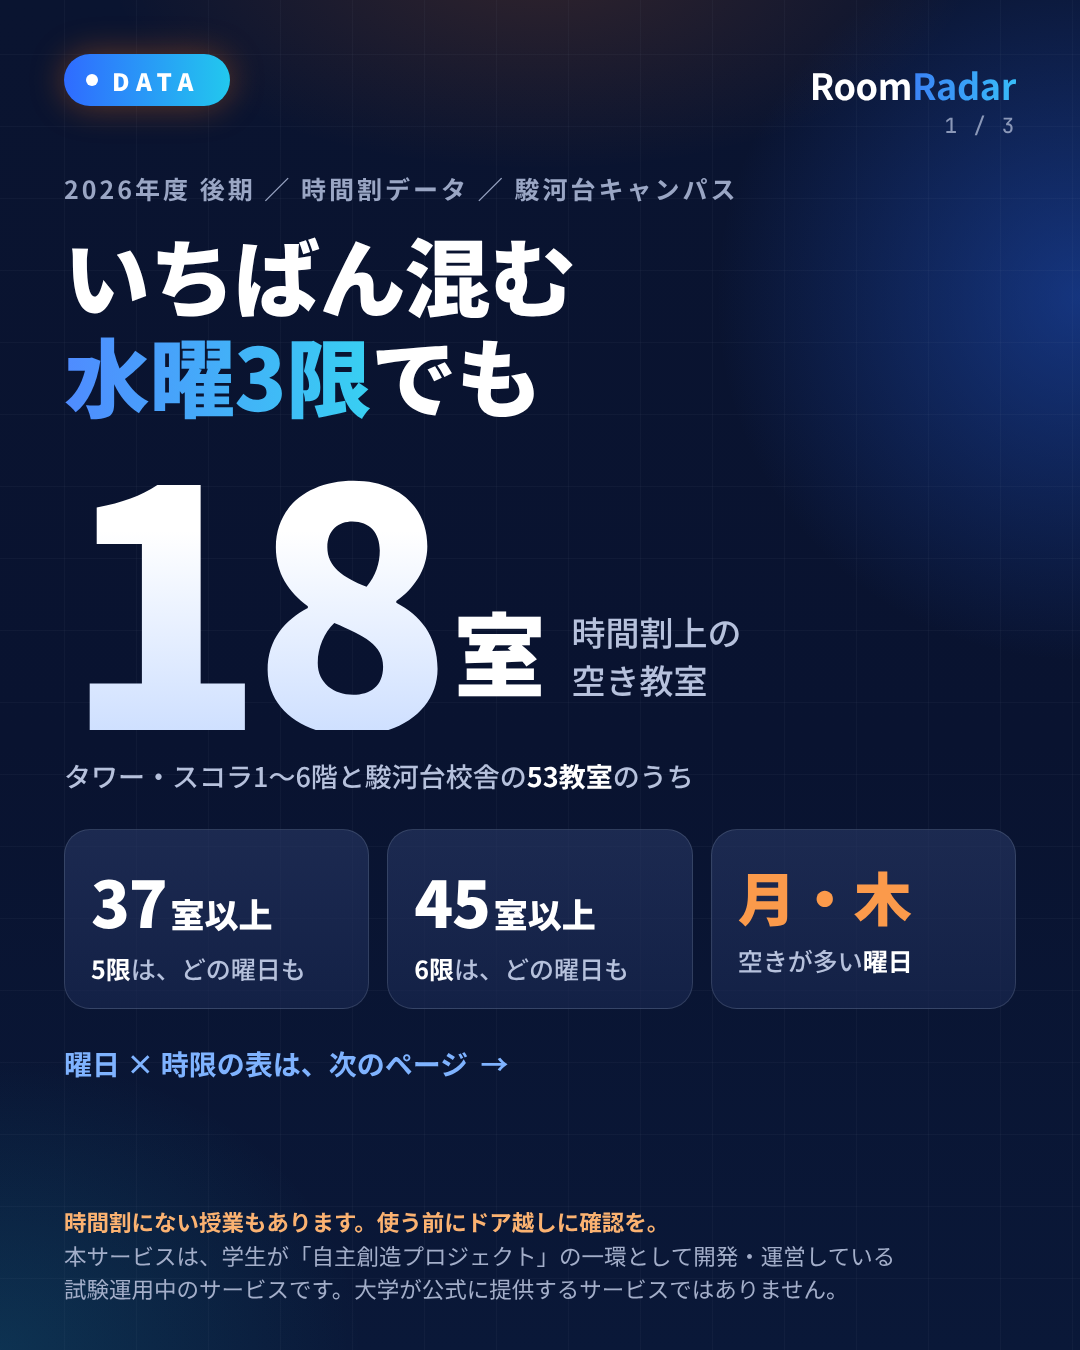 DATA
RoomRadar
1 / 3
2026年度 後期 ／ 時間割データ ／ 駿河台キャンパス
いちばん混む
水曜3限でも
18室 時間割上の
空き教室
タワー・スコラ1〜6階と駿河台校舎の53教室のうち
37室以上
5限は、どの曜日も
45室以上
6限は、どの曜日も
月・木
空きが多い曜日
曜日 × 時限の表は、次のページ →
時間割にない授業もあります。使う前にドア越しに確認を。
本サービスは、学生が「自主創造プロジェクト」の一環として開発・運営している
試験運用中のサービスです。大学が公式に提供するサービスではありません。